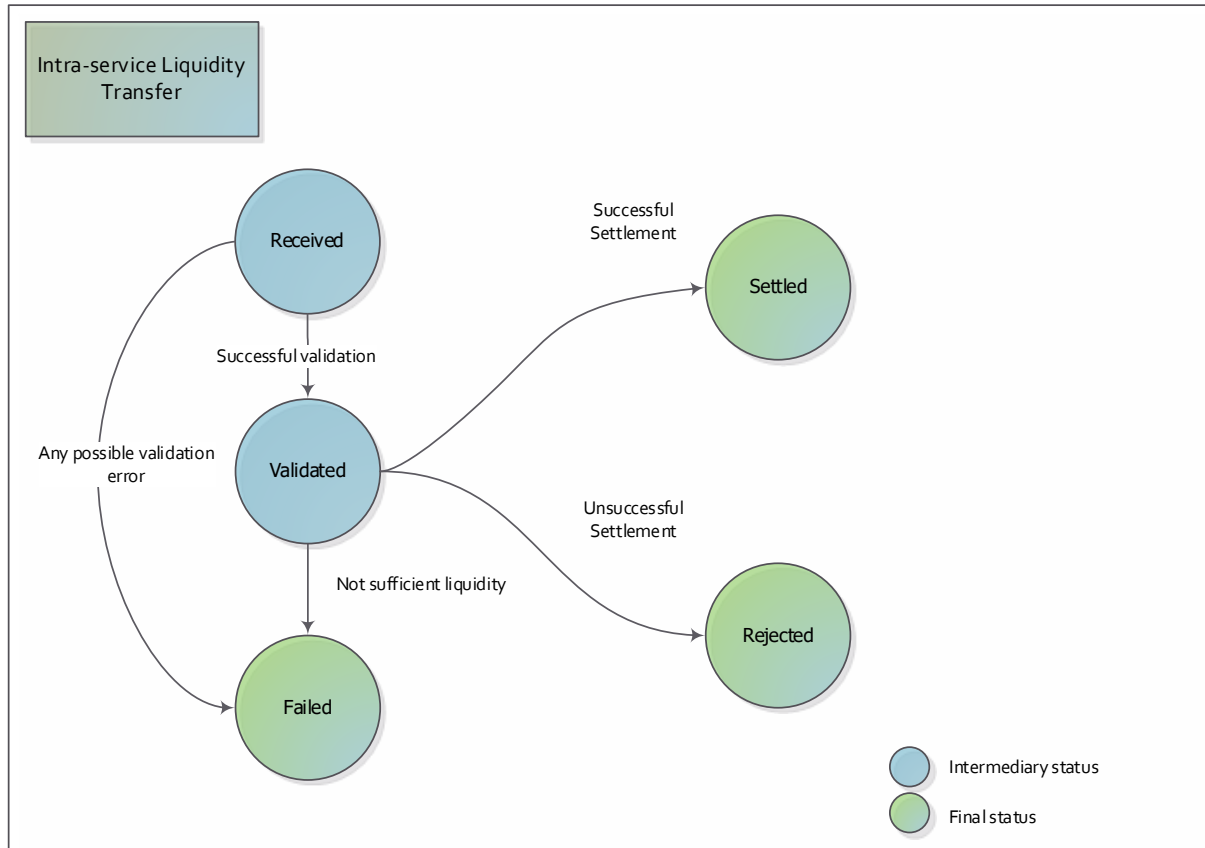 Intra-service Liquidity
Transfer
Received
Successful
Settlement
Settled
Successful validation
Any possible validation
error
Validated
Unsuccessful
Settlement
Not sufficient liquidity
Rejected
Failed
Intermediary status
Final status